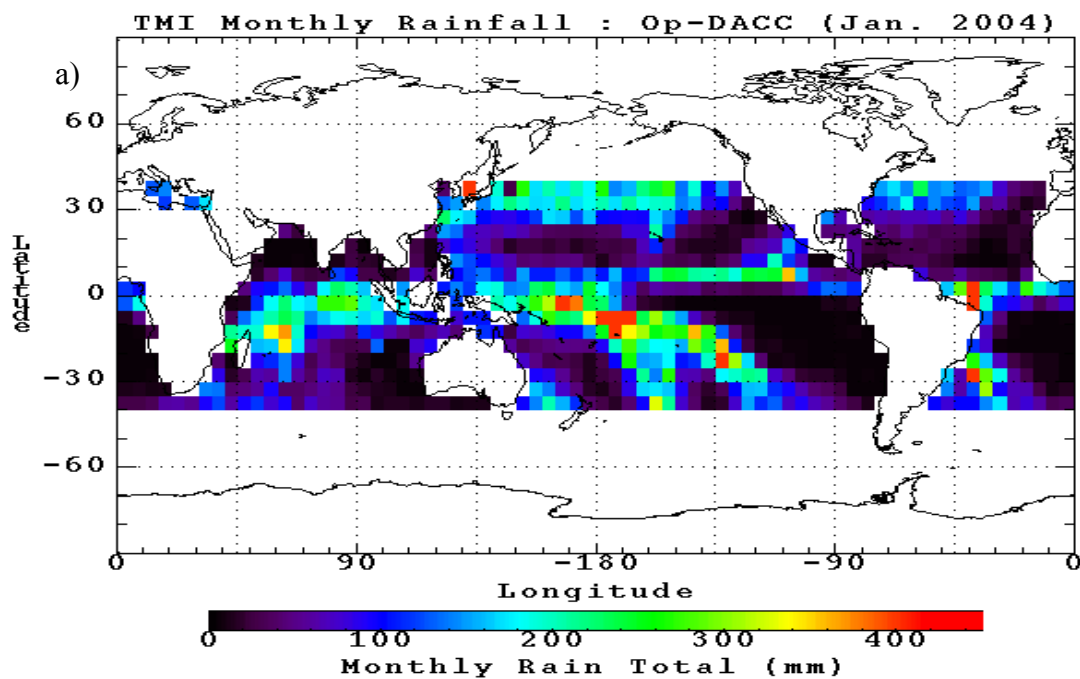 TMI Monthly Rainfall : Op-DACC (Jan. 2004)
a)
60
30
0
-30
-60
Latitude
0 90 -180 -90 0
Longitude
0 100 200 300 400
Monthly Rain Total (mm)